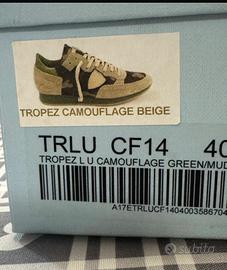 TROPEZ CAMOUFLAGE BEIGE
TRLU CF14 40
TROPEZ L U CAMOUFLAGE GREEN/MUD
A17ETRLUCF1404003586704
subito